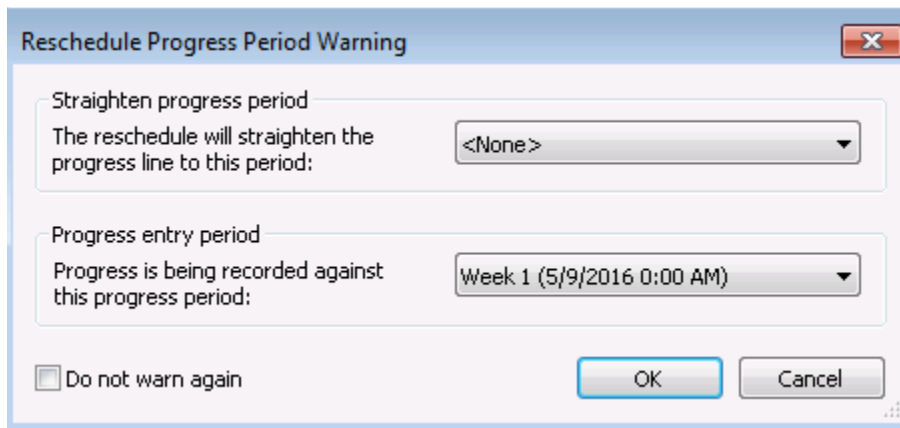 Reschedule Progress Period Warning
Straighten progress period
The reschedule will straighten the
progress line to this period:
<None>
Progress entry period
Progress is being recorded against
this progress period:
Week 1 (5/9/2016 0:00 AM)
Do not warn again
OK
Cancel